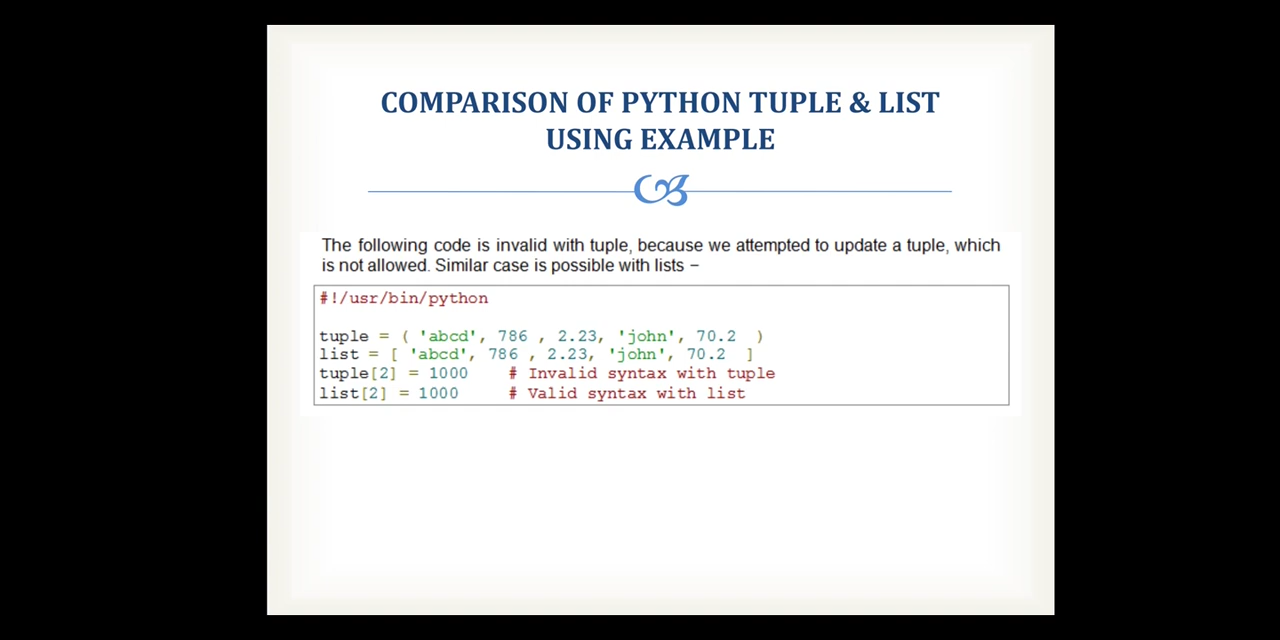 COMPARISON OF PYTHON TUPLE & LIST
USING EXAMPLE
The following code is invalid with tuple, because we attempted to update a tuple, which
is not allowed. Similar case is possible with lists −
#!/usr/bin/python
tuple = ( 'abcd', 786 , 2.23, 'john', 70.2  )
list = [ 'abcd', 786 , 2.23, 'john', 70.2  ]
tuple[2] = 1000    # Invalid syntax with tuple
list[2] = 1000     # Valid syntax with list